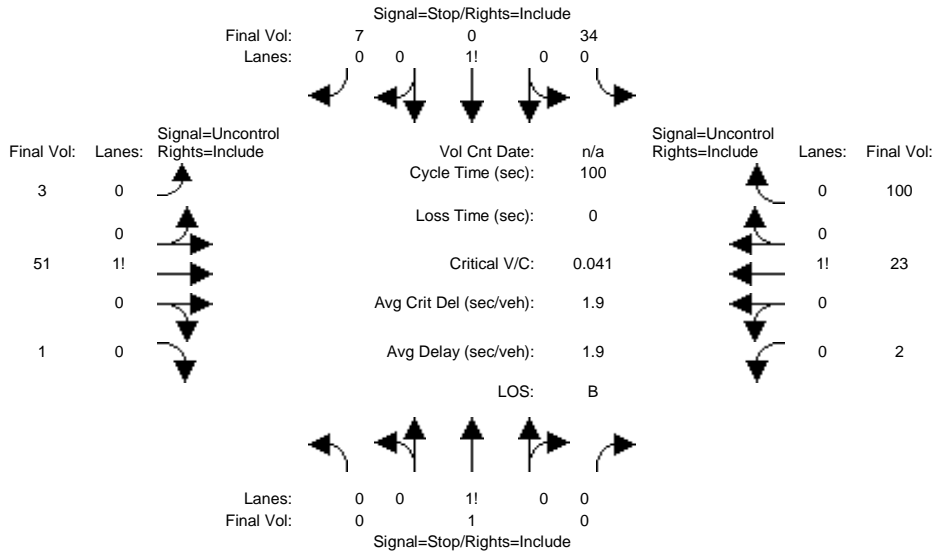 Signal=Stop/Rights=Include
Final Vol: 7 0 34
Lanes: 0 0 1! 0 0
Signal=Uncontrol Signal=Uncontrol
Final Vol: Lanes: Rights=Include Vol Cnt Date: n/a Rights=Include Lanes: Final Vol:
Cycle Time (sec): 100
3 0 0 100
Loss Time (sec): 0
0 0
51 1! Critical V/C: 0.041 1! 23
0 Avg Crit Del (sec/veh): 1.9 0
1 0 Avg Delay (sec/veh): 1.9 0 2
LOS: B
Lanes: 0 0 1! 0 0
Final Vol: 0 1 0
Signal=Stop/Rights=Include